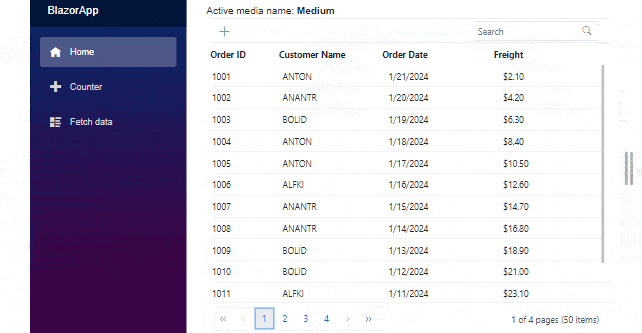 BlazorApp
Home
Counter
Fetch data
Active media name: Medium
Search
Order ID Customer Name Order Date Freight
1001 ANTON 1/21/2024 $2.10
1002 ANANTR 1/20/2024 $4.20
1003 BOLID 1/19/2024 $6.30
1004 ANTON 1/18/2024 $8.40
1005 ANTON 1/17/2024 $10.50
1006 ALFKI 1/16/2024 $12.60
1007 ANANTR 1/15/2024 $14.70
1008 ANANTR 1/14/2024 $16.80
1009 BOLID 1/13/2024 $18.90
1010 BOLID 1/12/2024 $21.00
1011 ALFKI 1/11/2024 $23.10
1 2 3 4 1 of 4 pages (50 items)